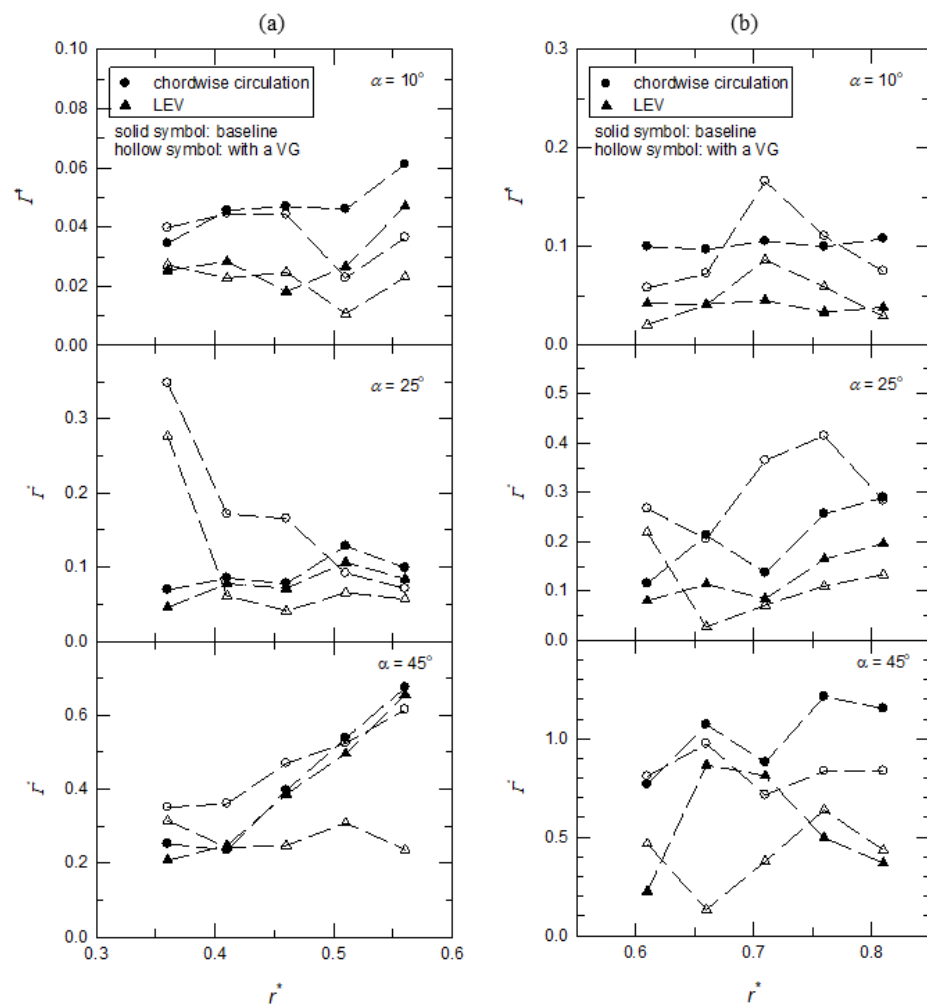 (a)
0.10
chordwise circulation
LEV
solid symbol: baseline
hollow symbol: with a VG
α = 10°
0.08
0.06
Γ*
0.04
0.02
0.00
α = 25°
0.3
0.2
Γ
0.1
0.0
α = 45°
0.6
0.4
Γ
0.2
0.0
0.3 0.4 0.5 0.6
r*
(b)
0.3
chordwise circulation
LEV
solid symbol: baseline
hollow symbol: with a VG
α = 10°
0.2
Γ*
0.1
0.0
α = 25°
0.5
0.4
0.3
Γ
0.2
0.1
0.0
α = 45°
1.0
Γ
0.5
0.0
0.6 0.7 0.8
r*